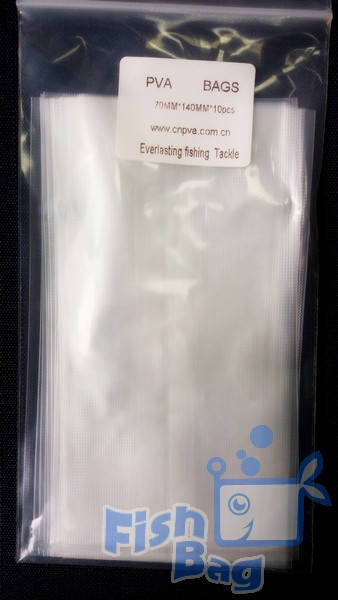 PVA BAGS
70MM*140MM*10pcs
www.cnpva.com.cn
Everlasting fishing Tackle
Fish
Bag